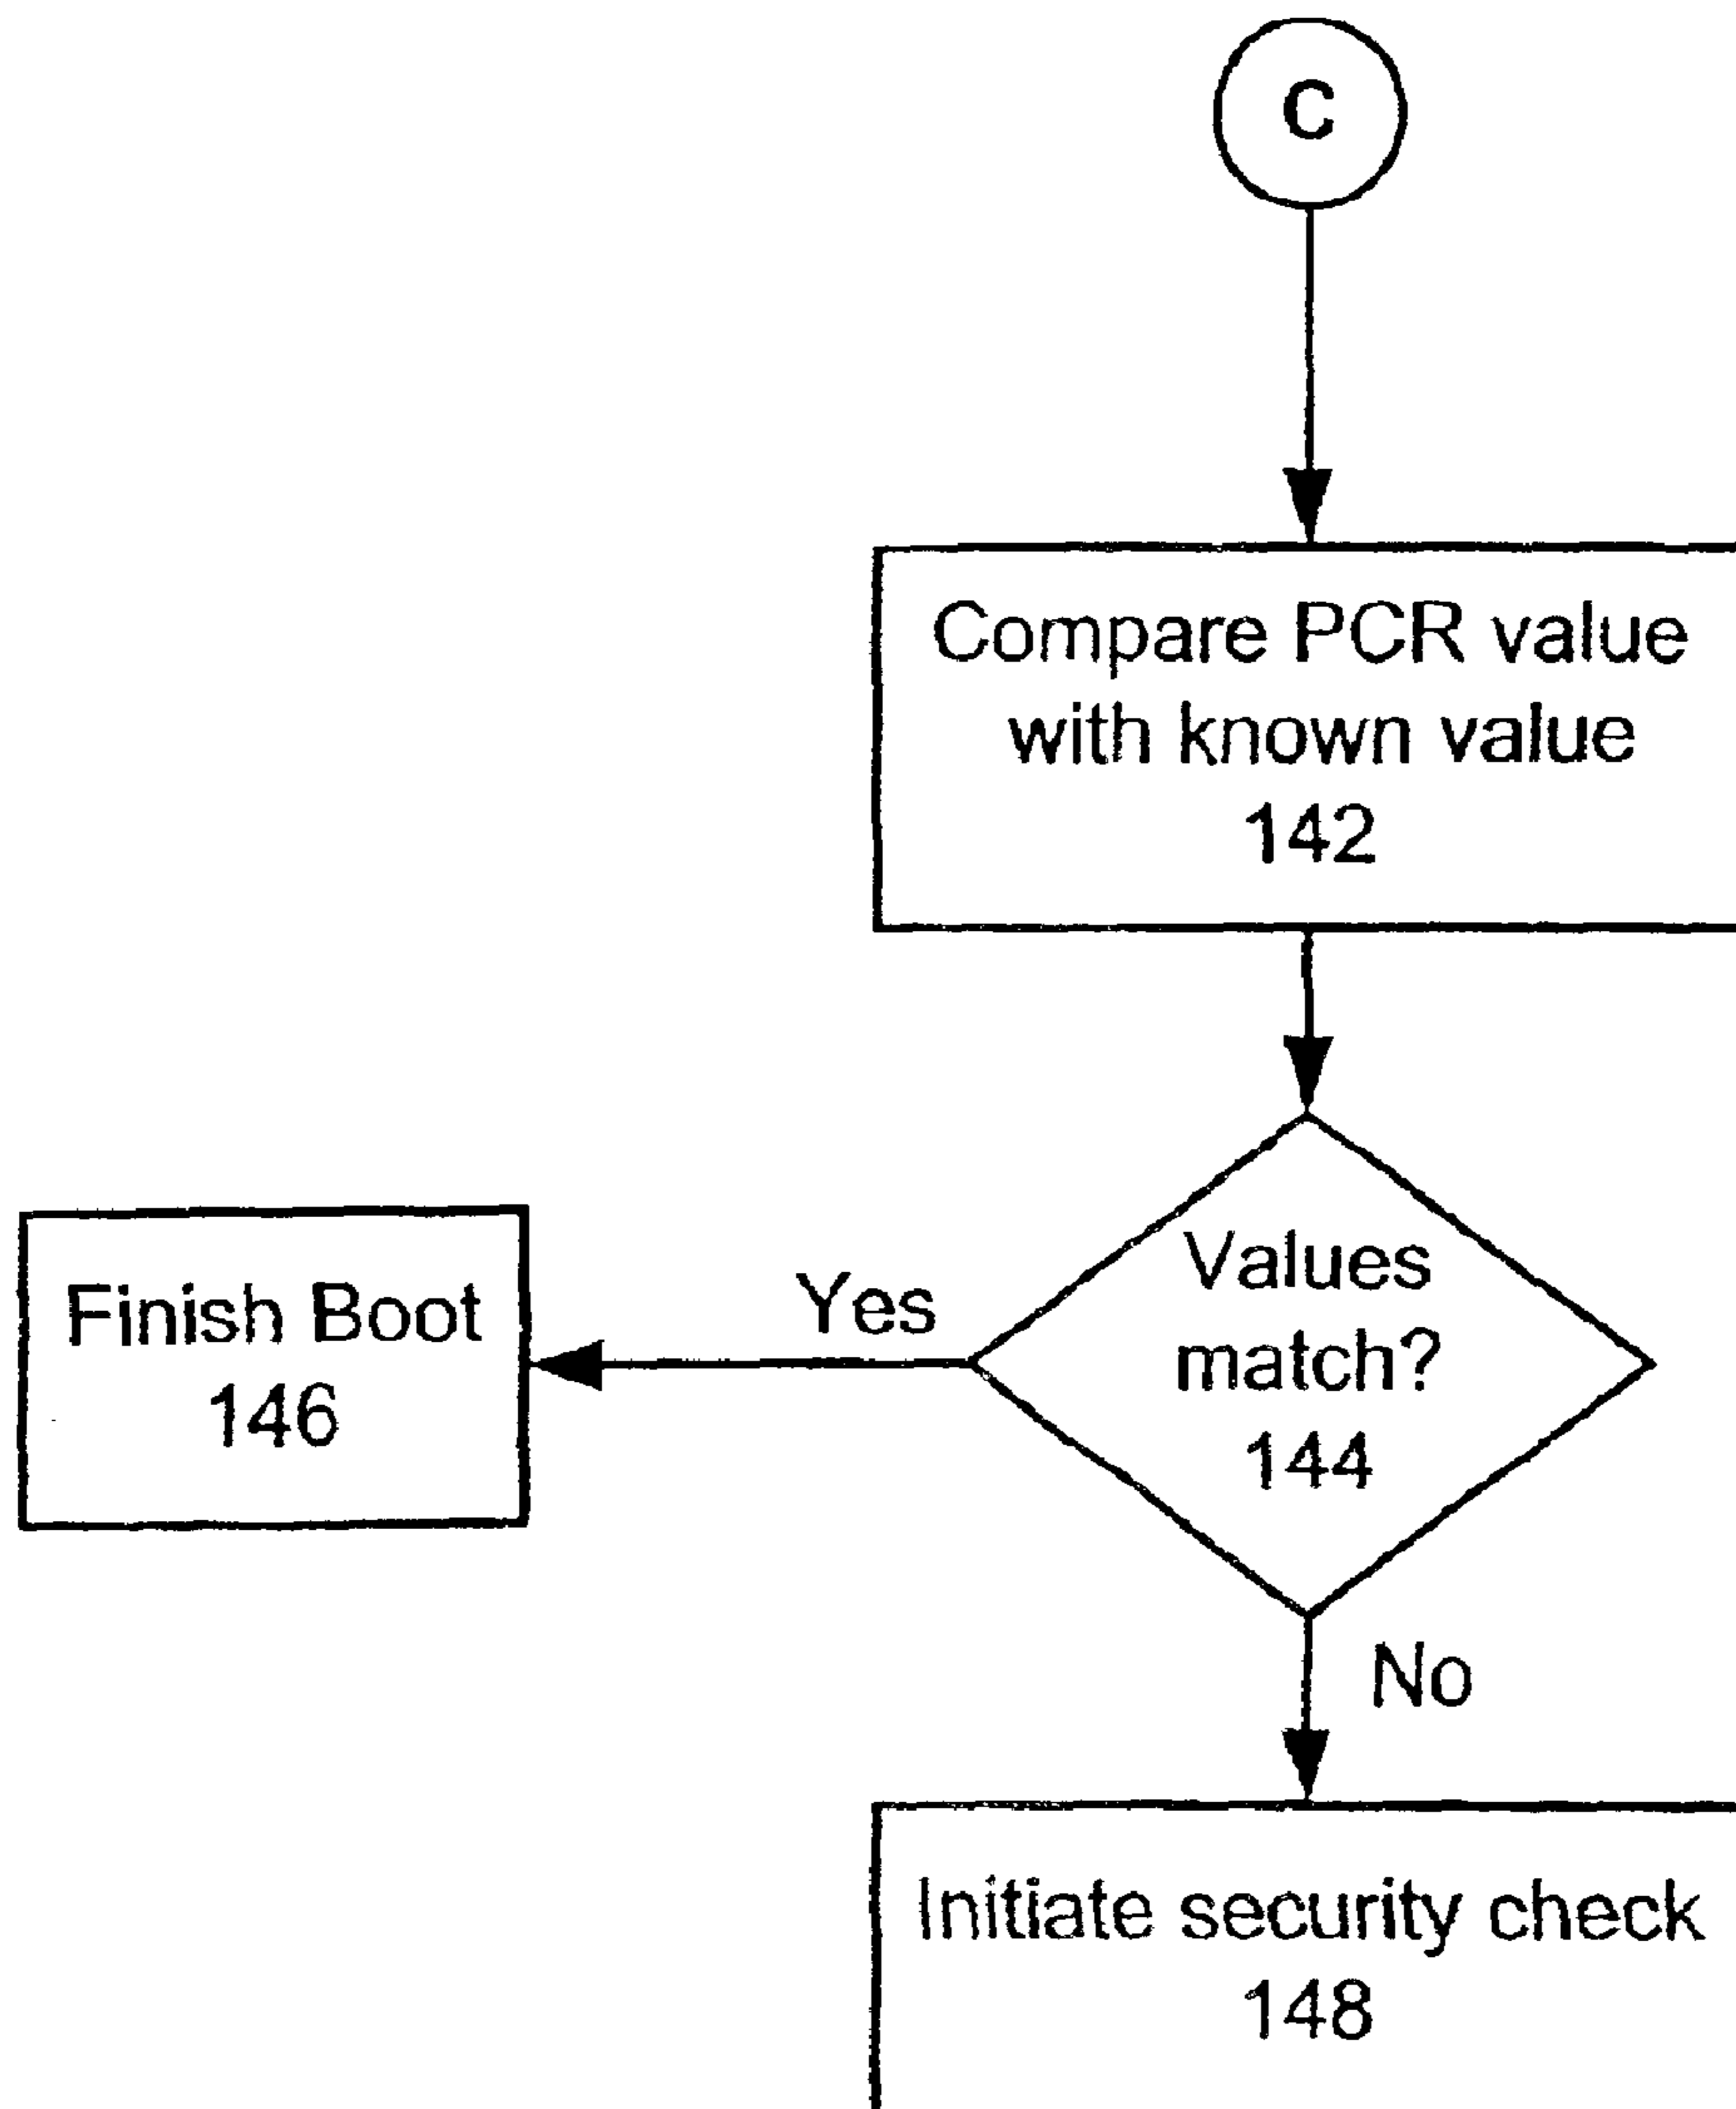 C
Compare PCR value
with known value
142
Values
match?
144
Yes
Finish Boot
146
No
Initiate security check
148